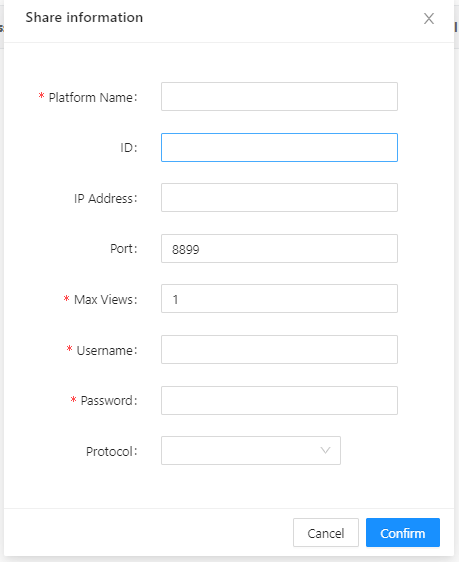 Share information
* Platform Name:
ID:
IP Address:
Port: 8899
* Max Views: 1
* Username:
* Password:
Protocol:
Cancel Confirm